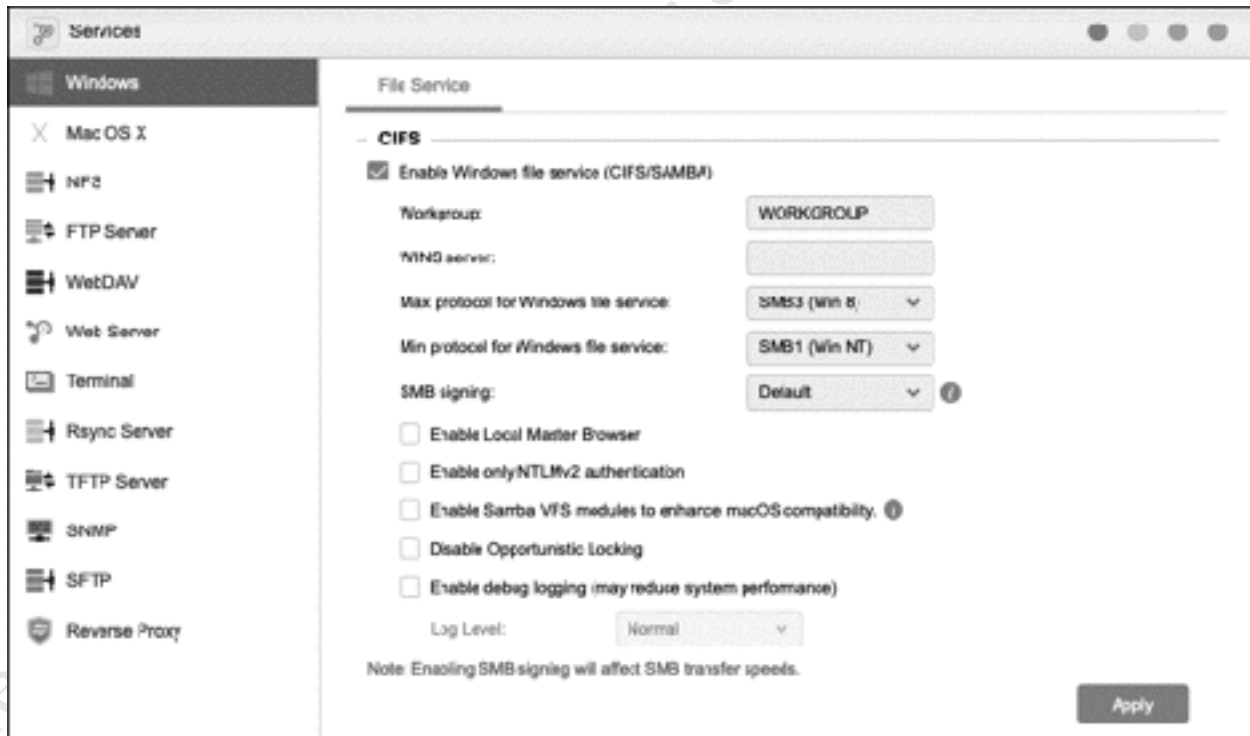 Services
Windows
Mac OS X
NFS
FTP Server
WebDAV
Web Server
Terminal
Rsync Server
TFTP Server
SNMP
SFTP
Reverse Proxy
File Service
CIFS
Enable Windows file service (CIFS/SAMBA)
Workgroup: WORKGROUP
WINS server:
Max protocol for Windows file service: SMB3 (Win 8)
Min protocol for Windows file service: SMB1 (Win NT)
SMB signing: Default
Enable Local Master Browser
Enable only NTLMv2 authentication
Enable Samba VFS modules to enhance macOS compatibility.
Disable Opportunistic Locking
Enable debug logging (may reduce system performance)
Log Level: Normal
Note: Enabling SMB signing will affect SMB transfer speeds.
Apply